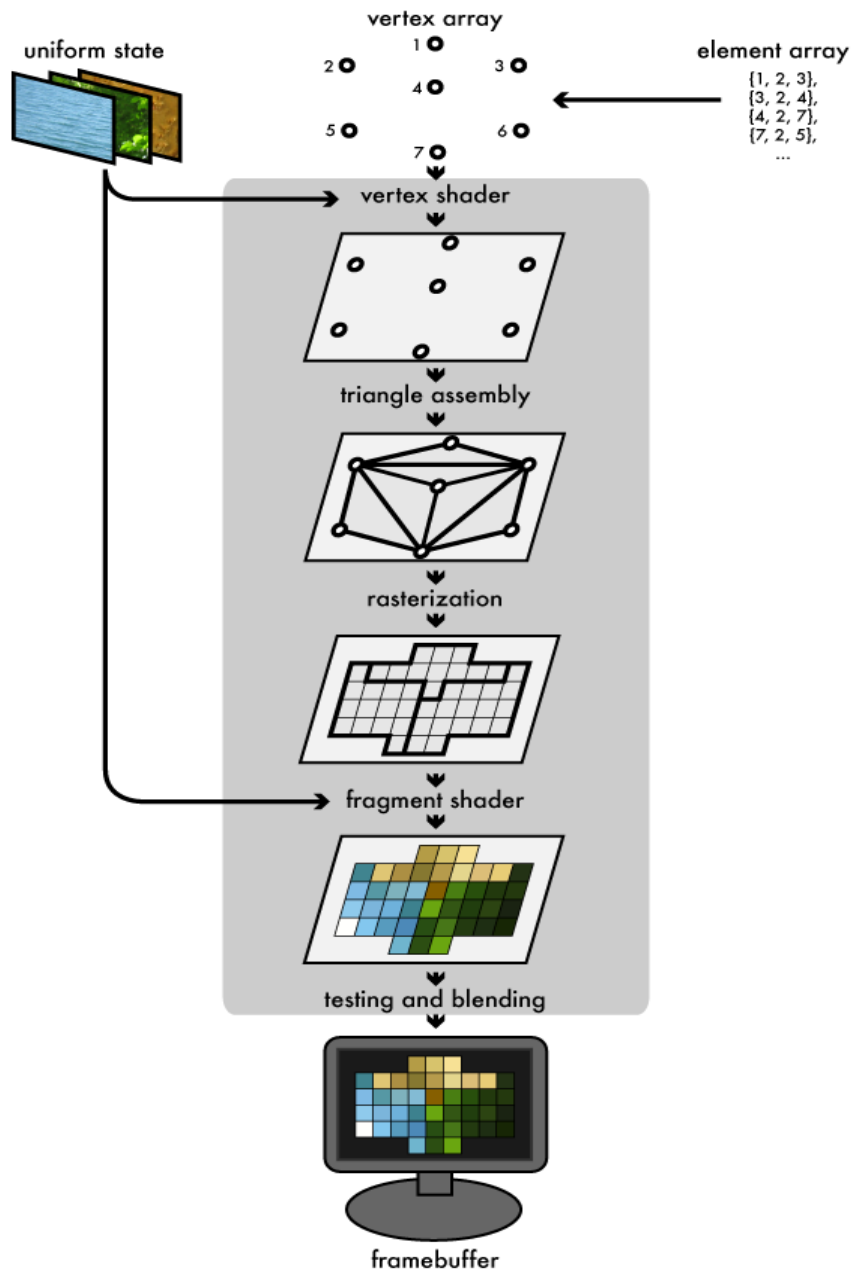 vertex array
uniform state
element array
1
2
3
4
5
6
7
{1, 2, 3},
{3, 2, 4},
{4, 2, 7},
{7, 2, 5},
...
vertex shader
triangle assembly
rasterization
fragment shader
testing and blending
framebuffer